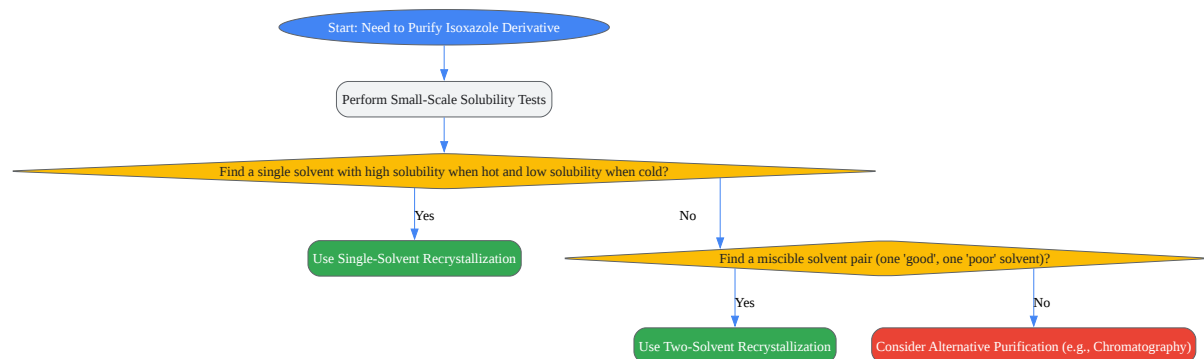 Start: Need to Purify Isoxazole Derivative
Perform Small-Scale Solubility Tests
Find a single solvent with high solubility when hot and low solubility when cold?
Yes
No
Use Single-Solvent Recrystallization
Find a miscible solvent pair (one 'good', one 'poor' solvent)?
Yes
No
Use Two-Solvent Recrystallization
Consider Alternative Purification (e.g., Chromatography)